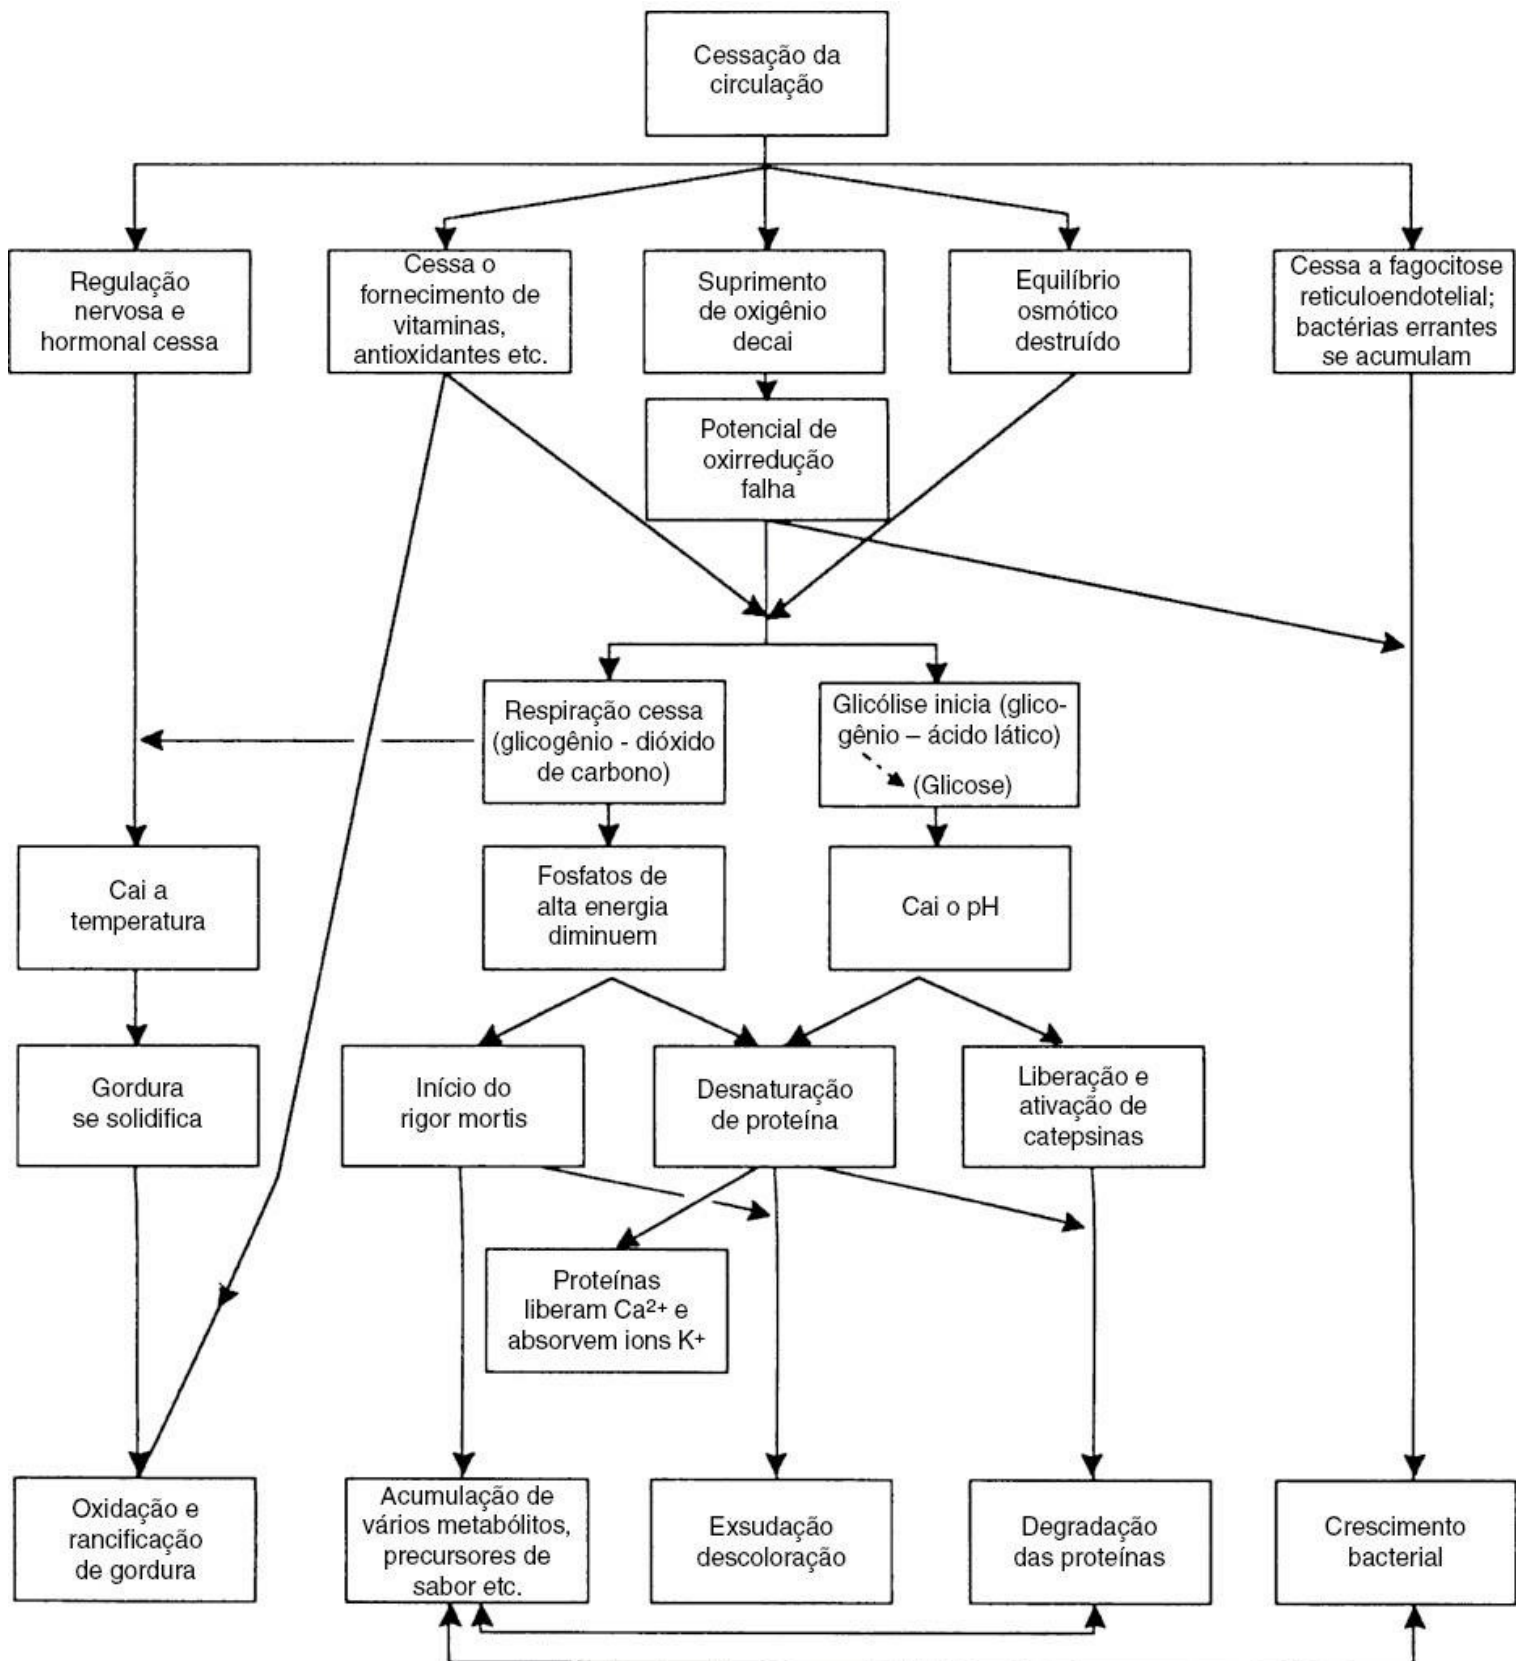 Cessação da
circulação
Regulação
nervosa e
hormonal cessa
Cessa o
fornecimento de
vitaminas,
antioxidantes etc.
Suprimento
de oxigênio
decai
Equilíbrio
osmótico
destruído
Cessa a fagocitose
reticuloendotelial;
bactérias errantes
se acumulam
Potencial de
oxirredução
falha
Respiração cessa
(glicogênio - dióxido
de carbono)
Glicólise inicia (glico-
gênio – ácido lático)
(Glicose)
Cai a
temperatura
Fosfatos de
alta energia
diminuem
Cai o pH
Gordura
se solidifica
Início do
rigor mortis
Desnaturação
de proteína
Liberação e
ativação de
catepsinas
Proteínas
liberam Ca²⁺ e
absorvem ions K⁺
Oxidação e
rancificação
de gordura
Acumulação de
vários metabólitos,
precursores de
sabor etc.
Exsudação
descoloração
Degradação
das proteínas
Crescimento
bacterial